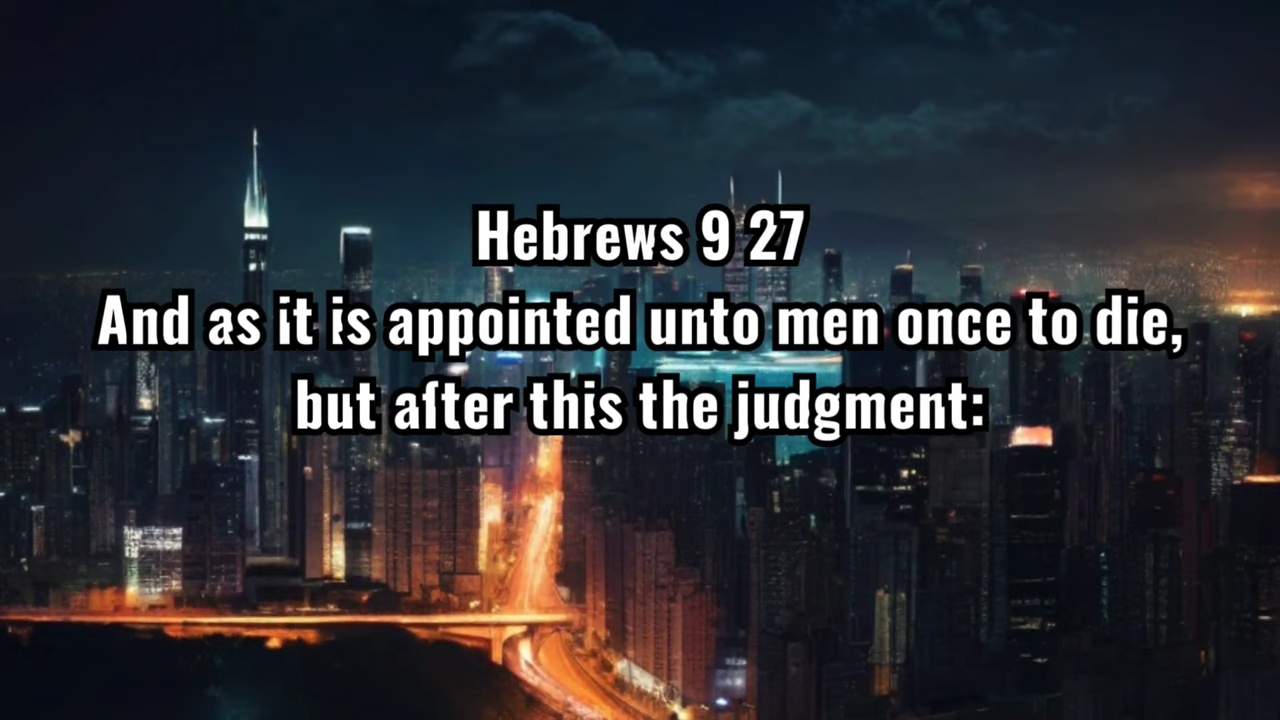 Hebrews 9 27
And as it is appointed unto men once to die,
but after this the judgment: